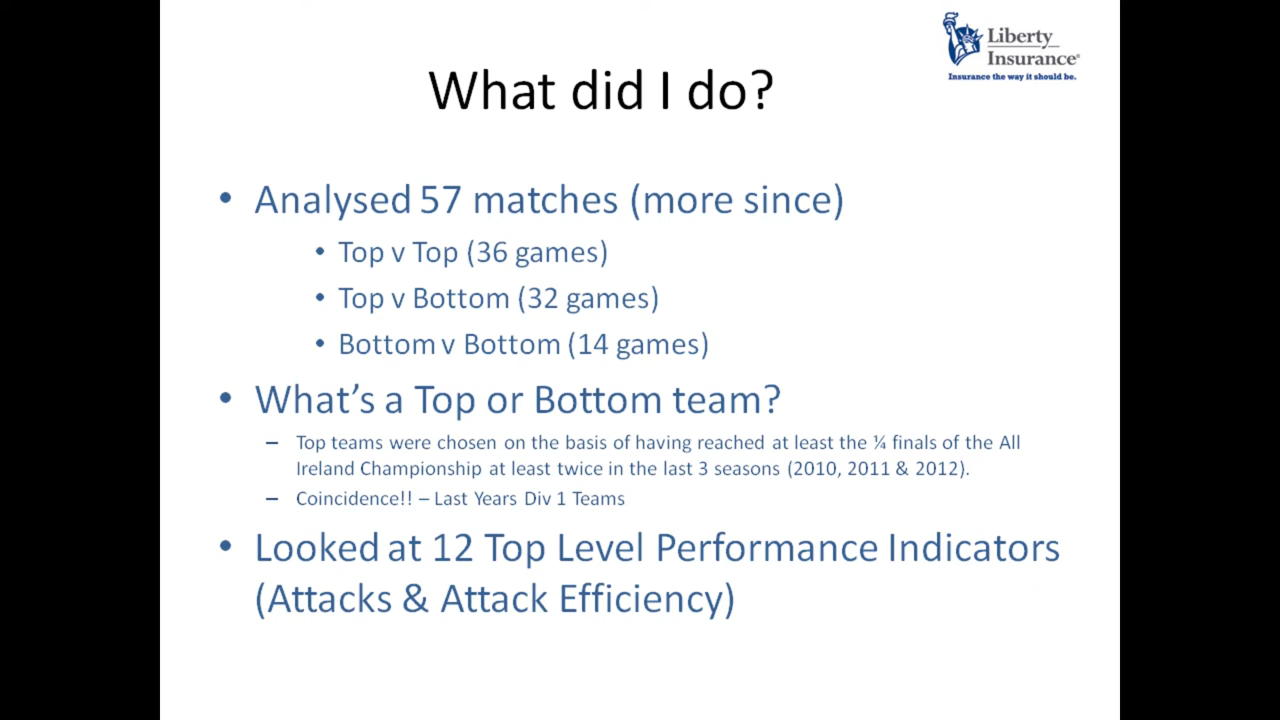 Liberty
Insurance®
Insurance the way it should be.
What did I do?
• Analysed 57 matches (more since)
• Top v Top (36 games)
• Top v Bottom (32 games)
• Bottom v Bottom (14 games)
• What's a Top or Bottom team?
– Top teams were chosen on the basis of having reached at least the ¼ finals of the All
Ireland Championship at least twice in the last 3 seasons (2010, 2011 & 2012).
– Coincidence!! – Last Years Div 1 Teams
• Looked at 12 Top Level Performance Indicators
(Attacks & Attack Efficiency)